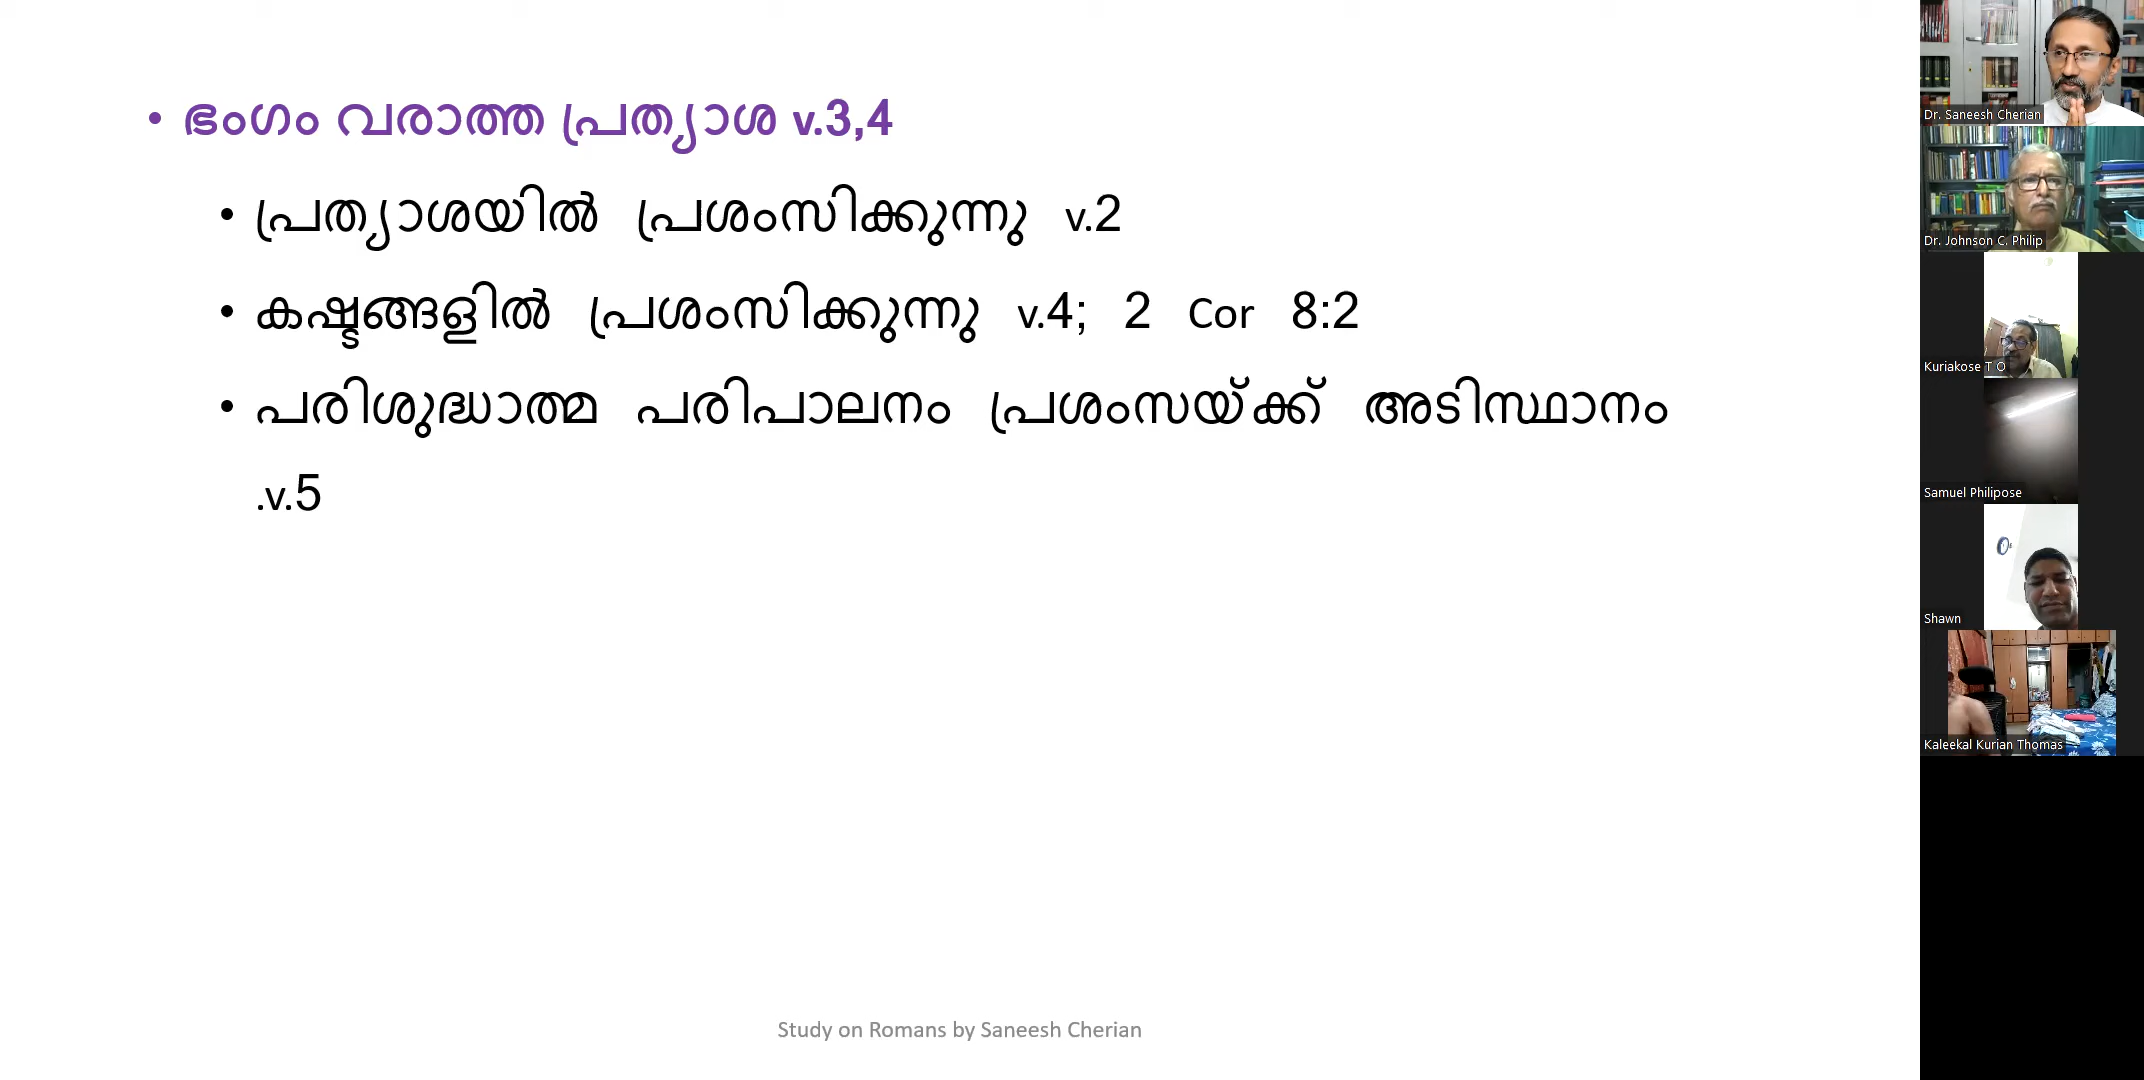 • ഭംഗം വരാത്ത പ്രത്യാശ v.3,4
• പ്രത്യാശയിൽ പ്രശംസിക്കുന്നു v.2
• കഷ്ടങ്ങളിൽ പ്രശംസിക്കുന്നു v.4; 2 Cor 8:2
• പരിശുദ്ധാത്മ പരിപാലനം പ്രശംസയ്ക്ക് അടിസ്ഥാനം
.v.5
Study on Romans by Saneesh Cherian
Dr. Saneesh Cherian
Dr. Johnson C. Philip
Kuriakose T O
Samuel Philipose
Shawn
Kaleekal Kurian Thomas